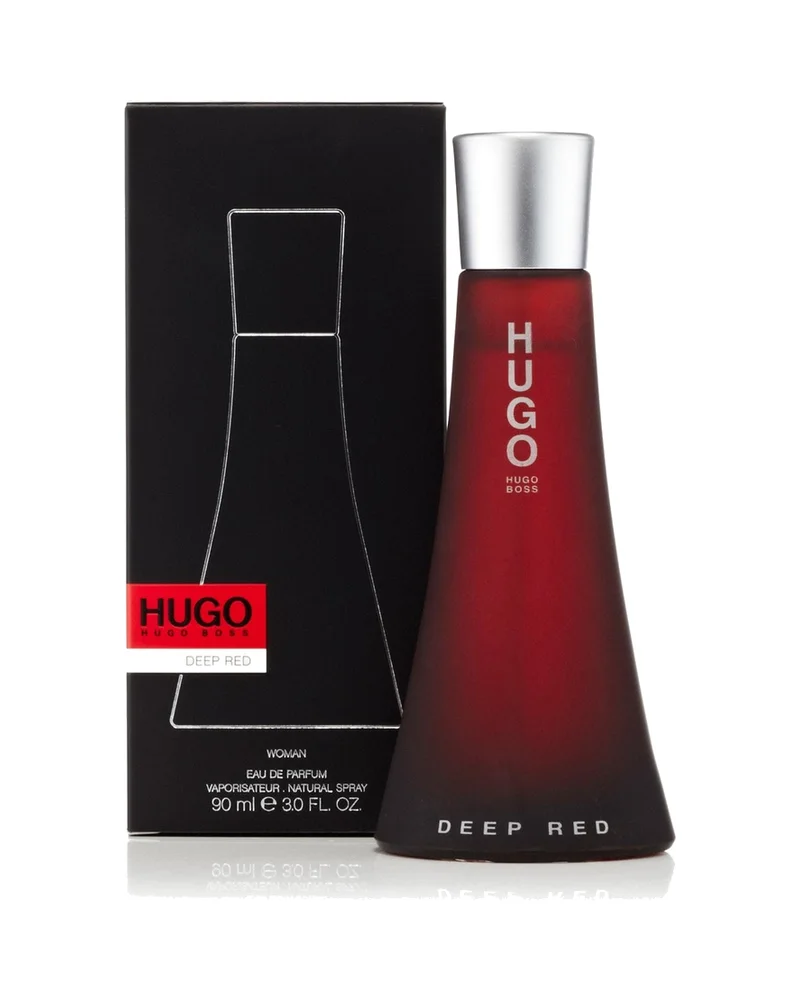 HUGO
HUGO BOSS
DEEP RED
WOMAN
EAU DE PARFUM
VAPORISATEUR . NATURAL SPRAY
90 ml e 3.0 FL. OZ.
HUGO
HUGO
BOSS
DEEP RED